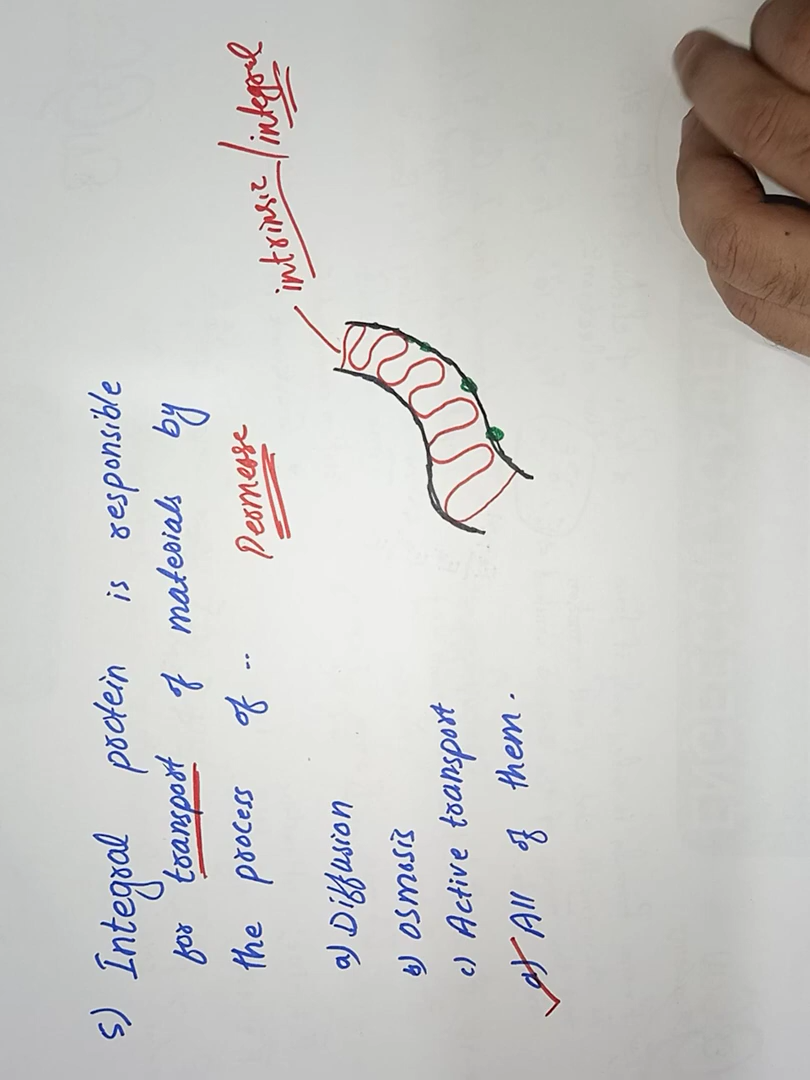 5) Integral protein is responsible
for transport of materials by
the process of ..
Permease
a) Diffusion
b) Osmosis
c) Active transport
d) All of them.
intrinsic/integral